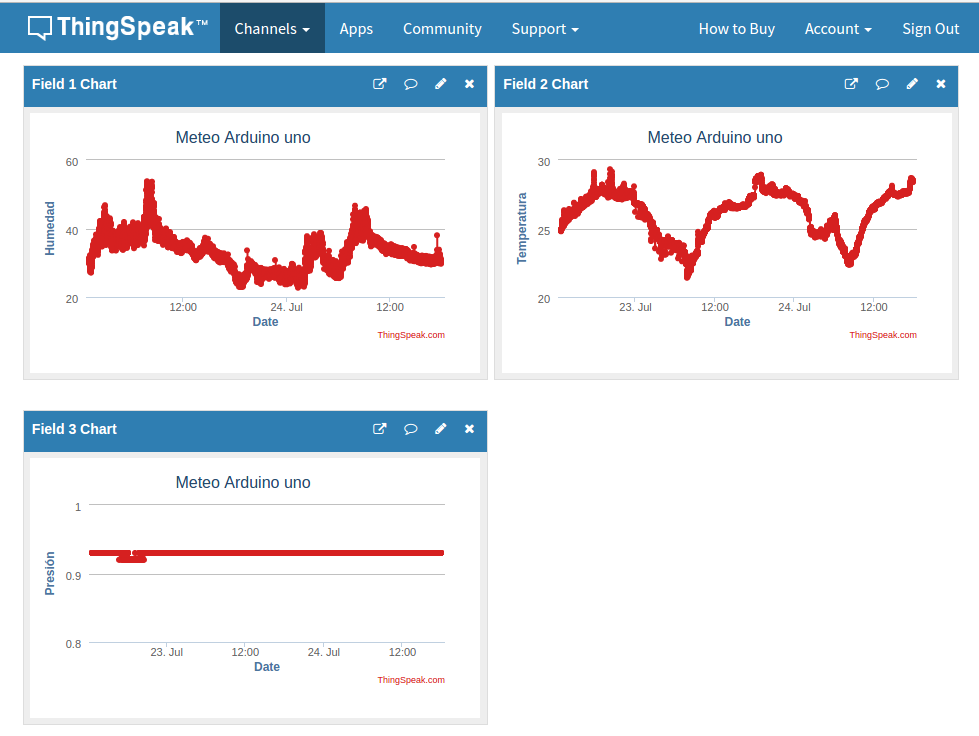 ThingSpeak™ Channels Apps Community Support How to Buy Account Sign Out
Field 1 Chart
Meteo Arduino uno
Humedad
60
40
20
12:00 24. Jul 12:00
Date
ThingSpeak.com
Field 2 Chart
Meteo Arduino uno
Temperatura
30
25
20
23. Jul 12:00 24. Jul 12:00
Date
ThingSpeak.com
Field 3 Chart
Meteo Arduino uno
Presión
1
0.9
0.8
23. Jul 12:00 24. Jul 12:00
Date
ThingSpeak.com